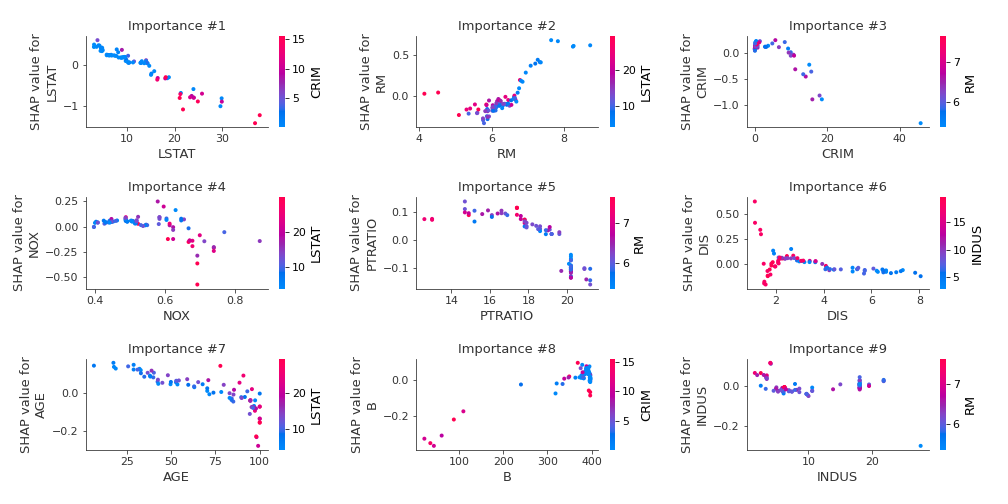 Importance #1
SHAP value for
LSTAT
0
−1
10
20
30
LSTAT
15
10
5
CRIM
Importance #2
SHAP value for
RM
0.5
0.0
4
6
8
RM
20
10
LSTAT
Importance #3
SHAP value for
CRIM
0.0
−0.5
−1.0
0
20
40
CRIM
7
6
RM
Importance #4
SHAP value for
NOX
0.25
0.00
−0.25
−0.50
0.4
0.6
0.8
NOX
20
10
LSTAT
Importance #5
SHAP value for
PTRATIO
0.1
0.0
−0.1
14
16
18
20
PTRATIO
7
6
RM
Importance #6
SHAP value for
DIS
0.50
0.25
0.00
2
4
6
8
DIS
15
10
5
INDUS
Importance #7
SHAP value for
AGE
0.0
−0.2
25
50
75
100
AGE
20
10
LSTAT
Importance #8
SHAP value for
B
0.0
−0.2
100
200
300
400
B
15
10
5
CRIM
Importance #9
SHAP value for
INDUS
0.0
−0.2
10
20
INDUS
7
6
RM